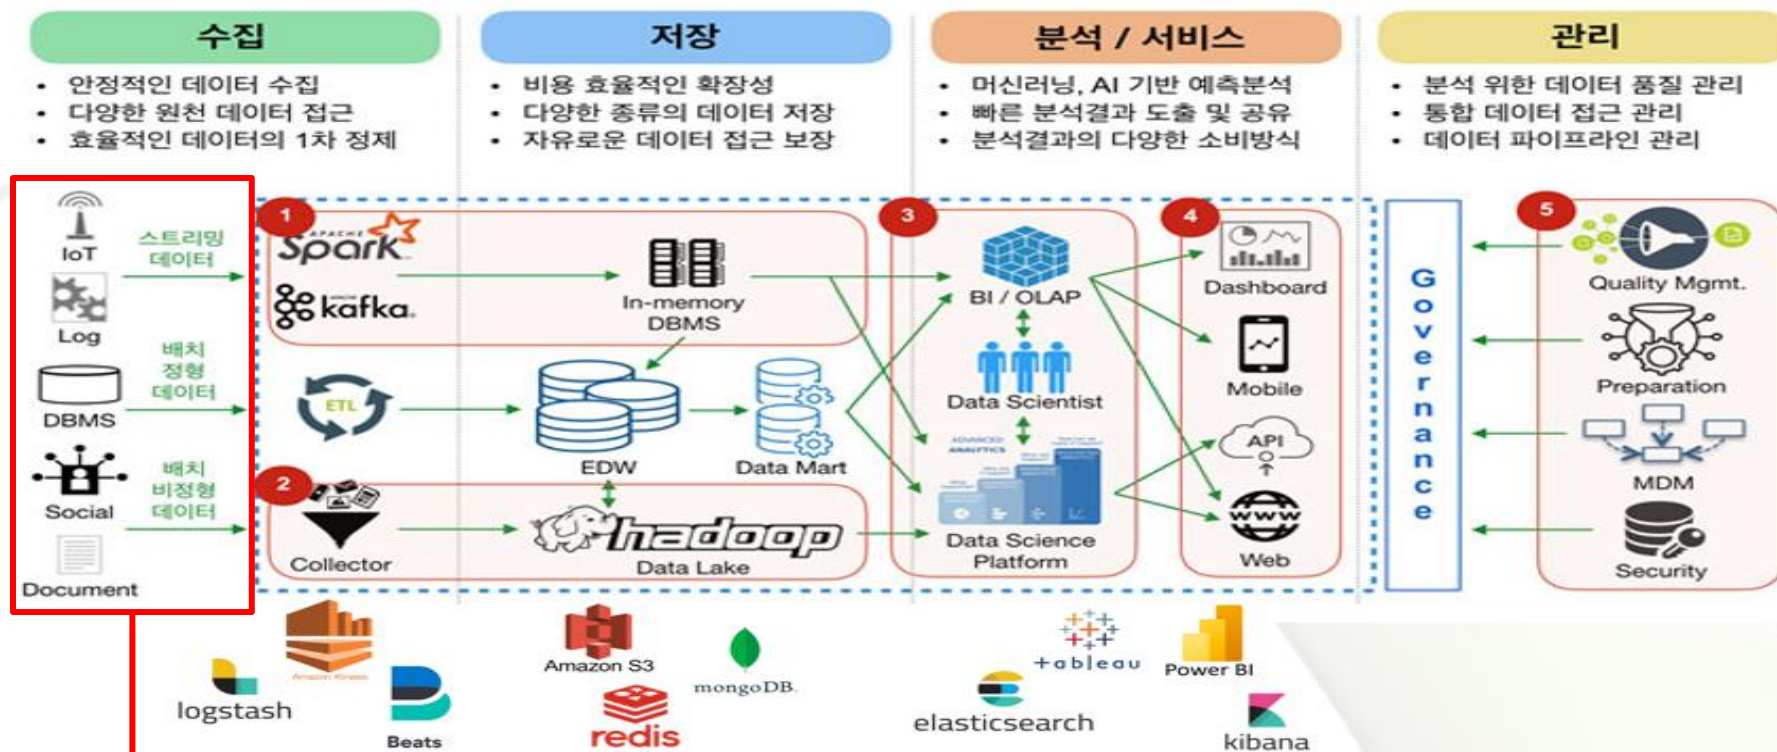 수집
• 안정적인 데이터 수집
• 다양한 원천 데이터 접근
• 효율적인 데이터의 1차 정제
저장
• 비용 효율적인 확장성
• 다양한 종류의 데이터 저장
• 자유로운 데이터 접근 보장
분석 / 서비스
• 머신러닝, AI 기반 예측분석
• 빠른 분석결과 도출 및 공유
• 분석결과의 다양한 소비방식
관리
• 분석 위한 데이터 품질 관리
• 통합 데이터 접근 관리
• 데이터 파이프라인 관리
IoT
Log
DBMS
Social
Document
스트리밍
데이터
배치
정형
데이터
배치
비정형
데이터
1
APACHE
Spark
kafka
In-memory
DBMS
ETL
EDW
Data Mart
2
Collector
hadoop
Data Lake
3
BI / OLAP
Data Scientist
ADVANCED
ANALYTICS
Data Science
Platform
4
Dashboard
Mobile
API
WWW
Web
Governance
5
Quality Mgmt.
Preparation
MDM
Security
logstash
Amazon Kinesis
Beats
Amazon S3
redis
mongoDB.
elasticsearch
+ableau
Power BI
kibana